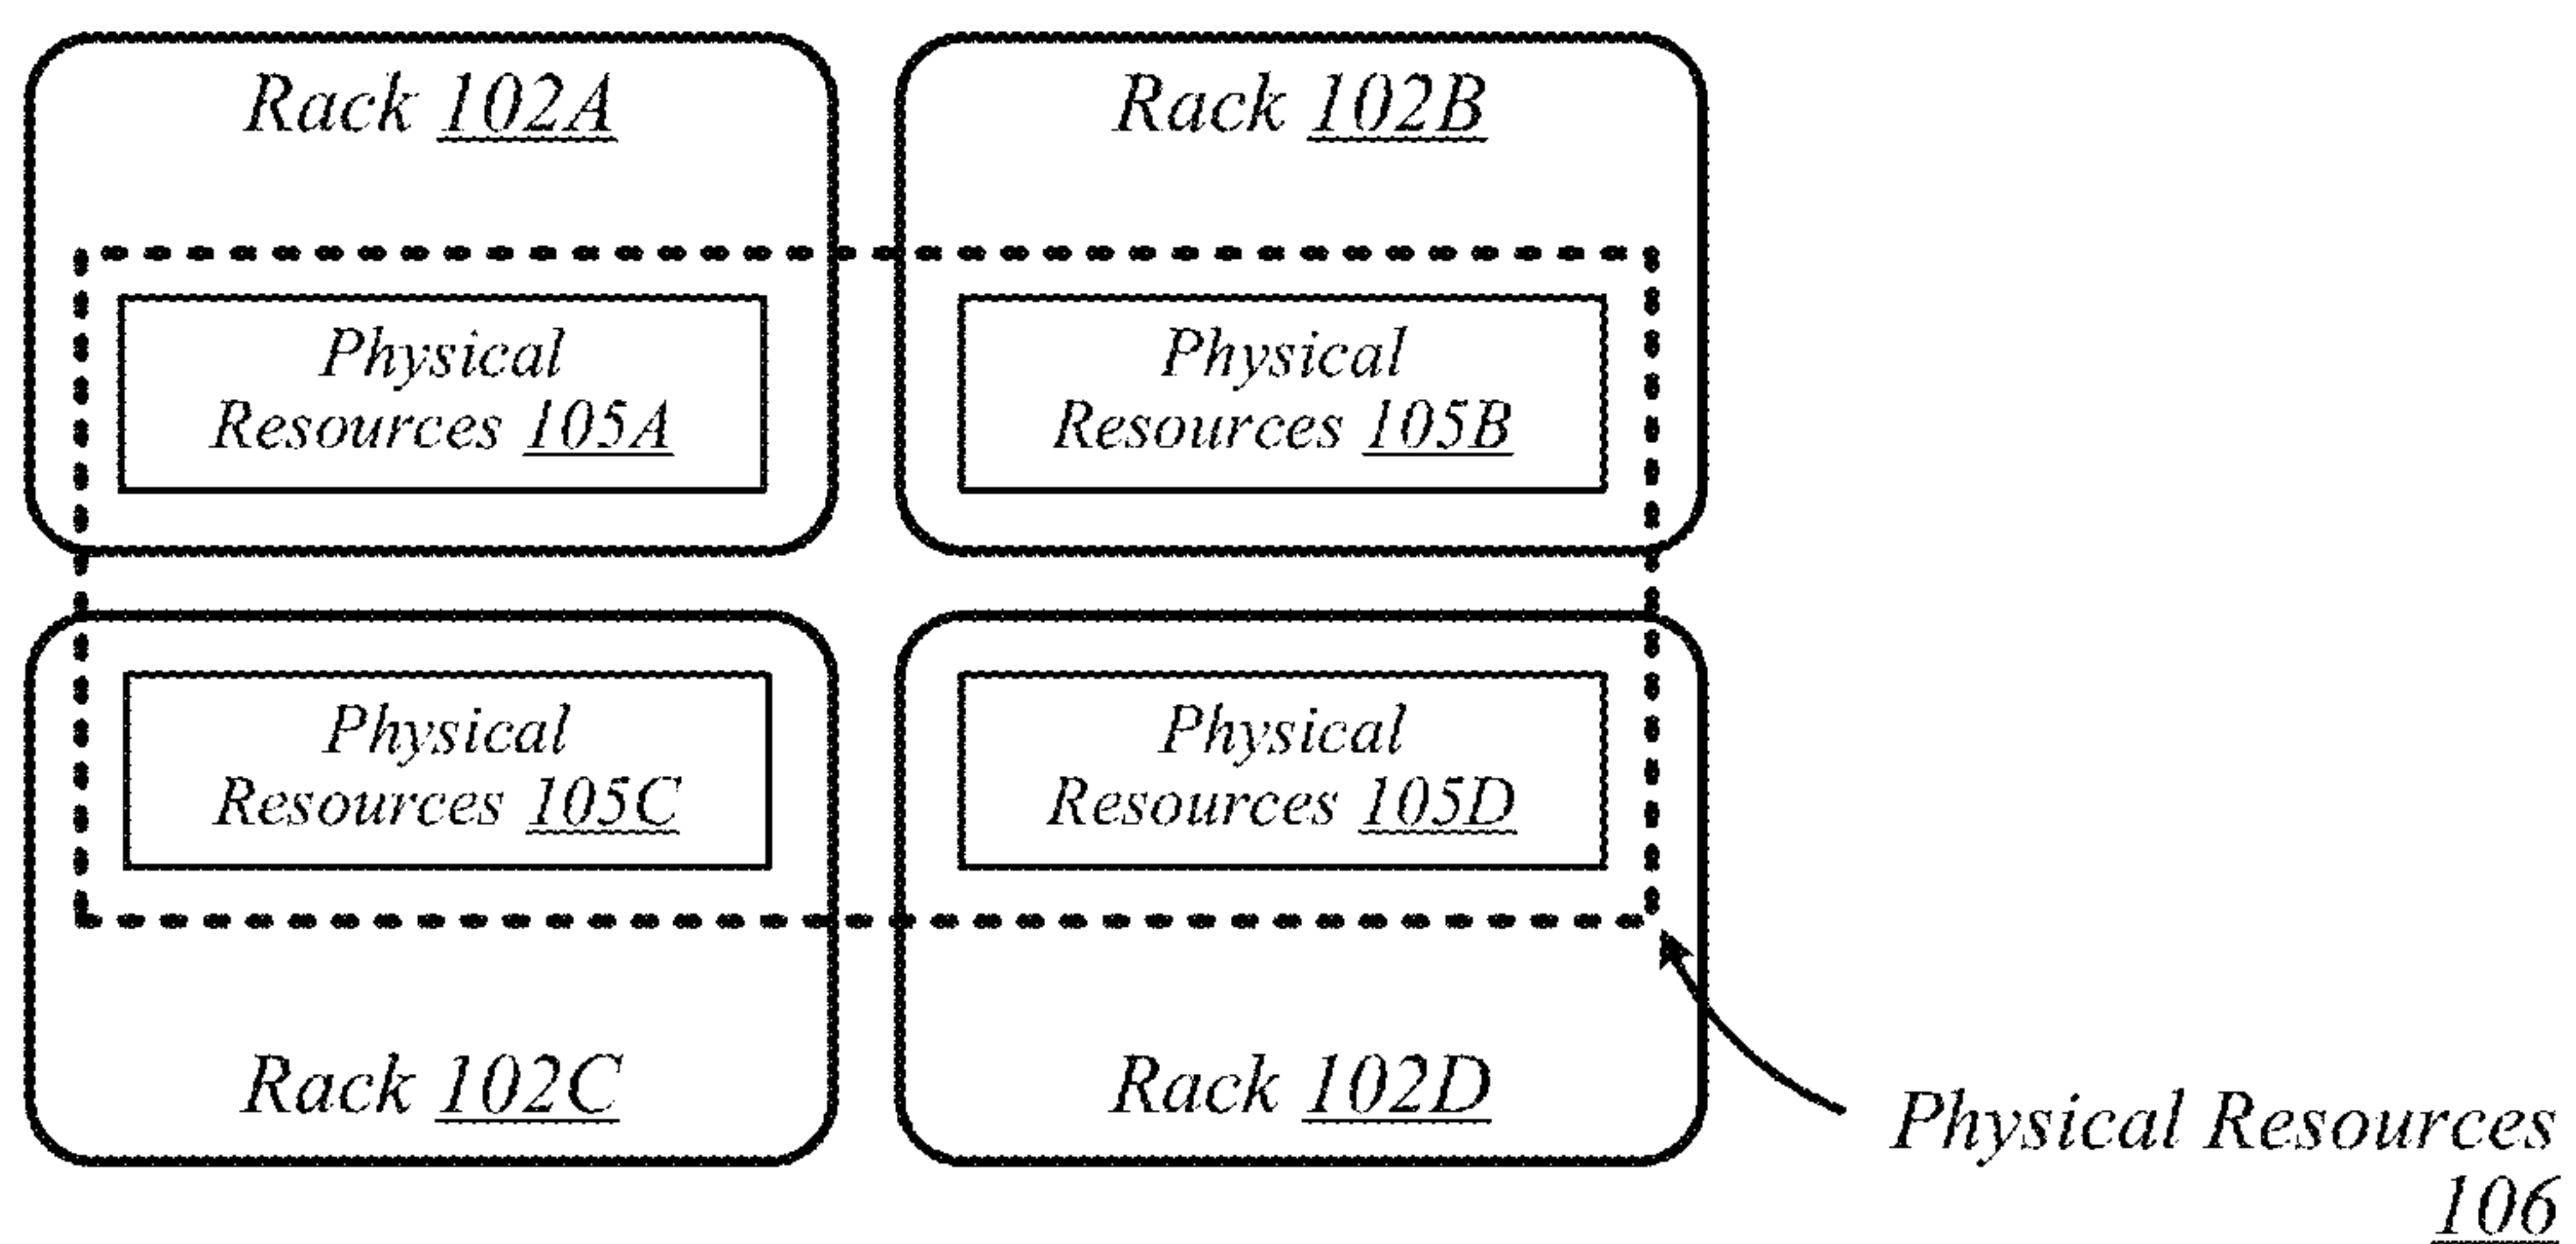 Rack 102A
Rack 102B
Physical
Resources 105A
Physical
Resources 105B
Physical
Resources 105C
Physical
Resources 105D
Rack 102C
Rack 102D
Physical Resources
106